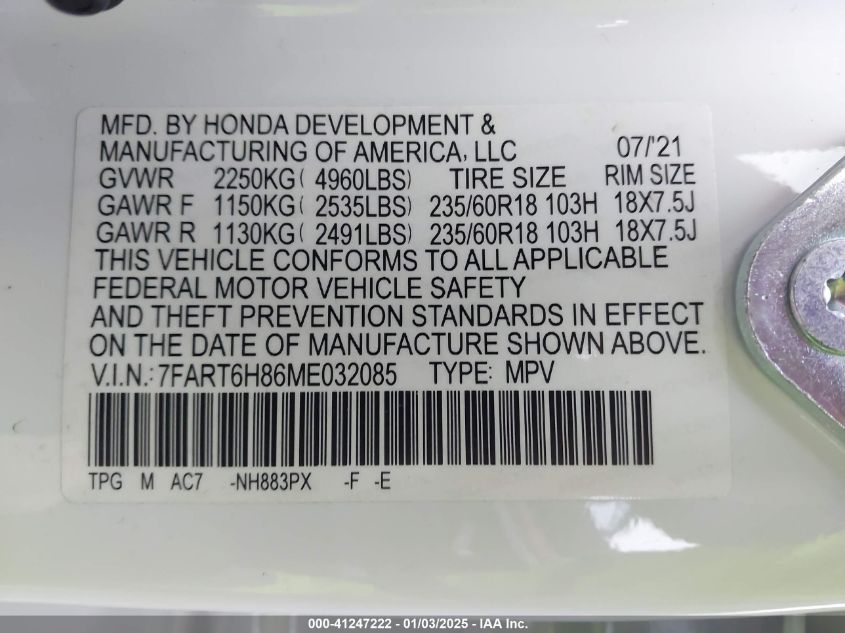 MFD. BY HONDA DEVELOPMENT &
MANUFACTURING OF AMERICA, LLC 07/'21
GVWR 2250KG( 4960LBS) TIRE SIZE RIM SIZE
GAWR F 1150KG( 2535LBS) 235/60R18 103H 18X7.5J
GAWR R 1130KG( 2491LBS) 235/60R18 103H 18X7.5J
THIS VEHICLE CONFORMS TO ALL APPLICABLE
FEDERAL MOTOR VEHICLE SAFETY
AND THEFT PREVENTION STANDARDS IN EFFECT
ON THE DATE OF MANUFACTURE SHOWN ABOVE.
V.I.N.: 7FART6H86ME032085 TYPE: MPV
TPG M AC7 -NH883PX -F -E
000-41247222 - 01/03/2025 - IAA Inc.